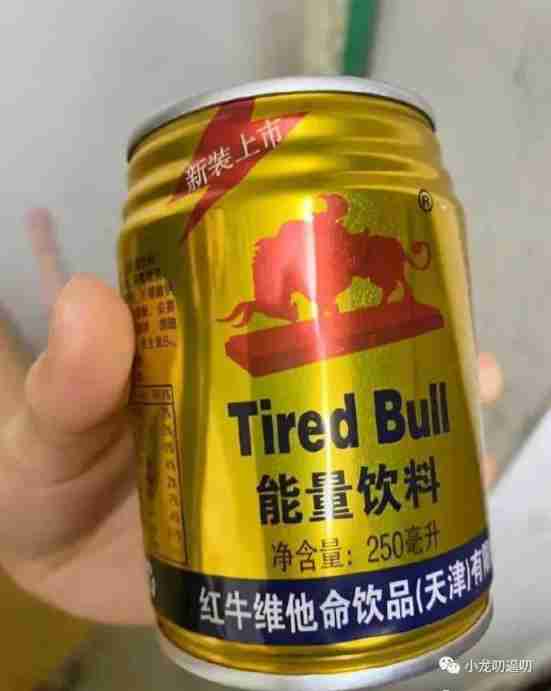 新装上市
®
Tired Bull
能量饮料
净含量：250毫升
红牛维他命饮品(天津)有
小龙叨逼叨